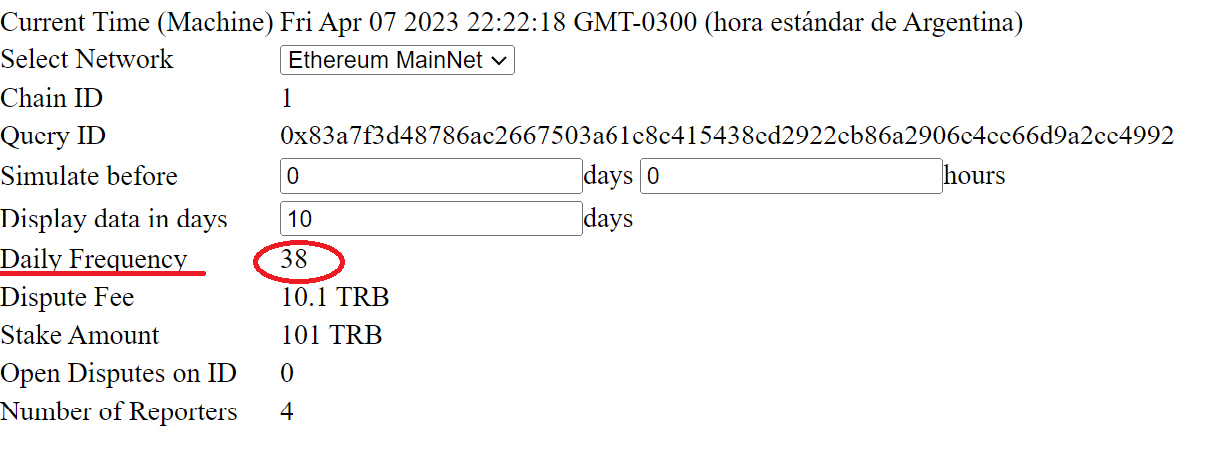 Current Time (Machine) Fri Apr 07 2023 22:22:18 GMT-0300 (hora estándar de Argentina)
Select Network Ethereum MainNet
Chain ID 1
Query ID 0x83a7f3d48786ac2667503a61e8c415438ed2922eb86a2906e4ee66d9a2ce4992
Simulate before 0 days 0 hours
Display data in days 10 days
Daily Frequency 38
Dispute Fee 10.1 TRB
Stake Amount 101 TRB
Open Disputes on ID 0
Number of Reporters 4